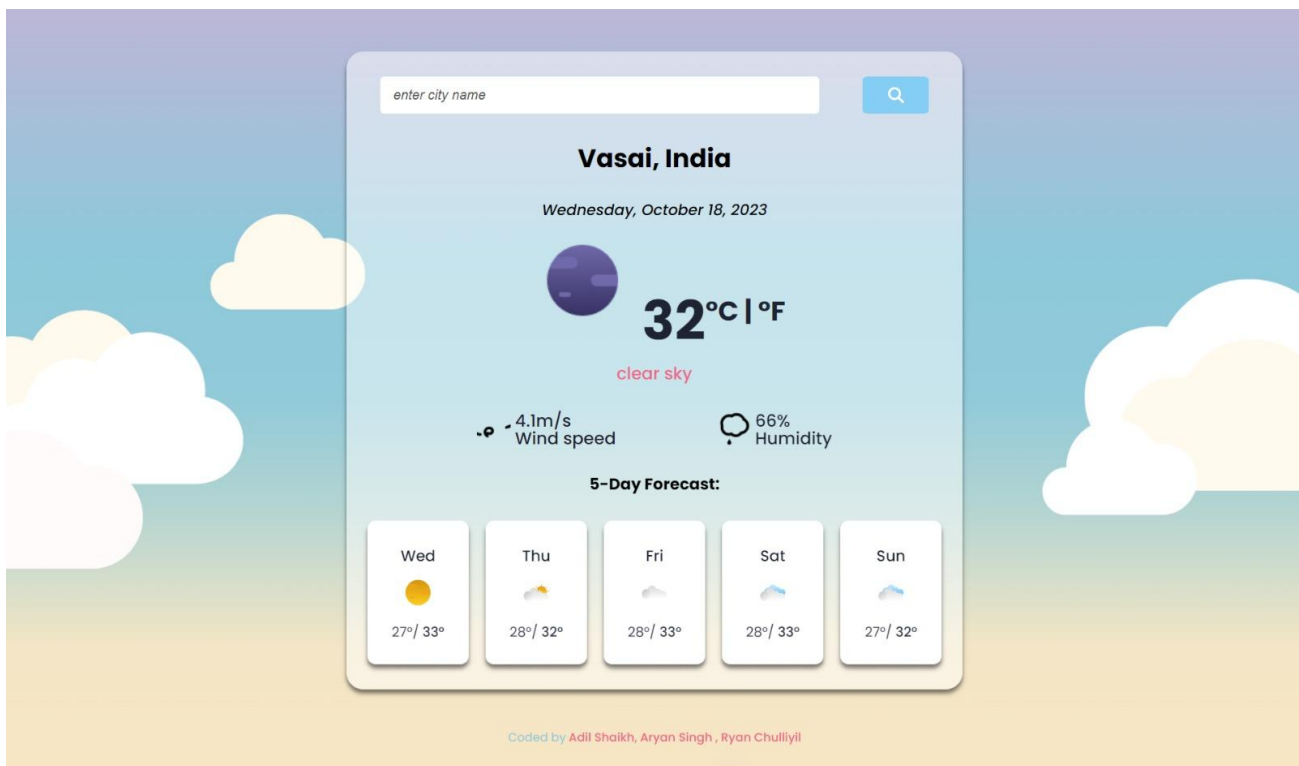 enter city name
Vasai, India
Wednesday, October 18, 2023
32°C | °F
clear sky
4.1m/s
Wind speed
66%
Humidity
5-Day Forecast:
Wed Thu Fri Sat Sun
27°/ 33° 28°/ 32° 28°/ 33° 28°/ 33° 27°/ 32°
Coded by Adil Shaikh, Aryan Singh , Ryan Chulliyil